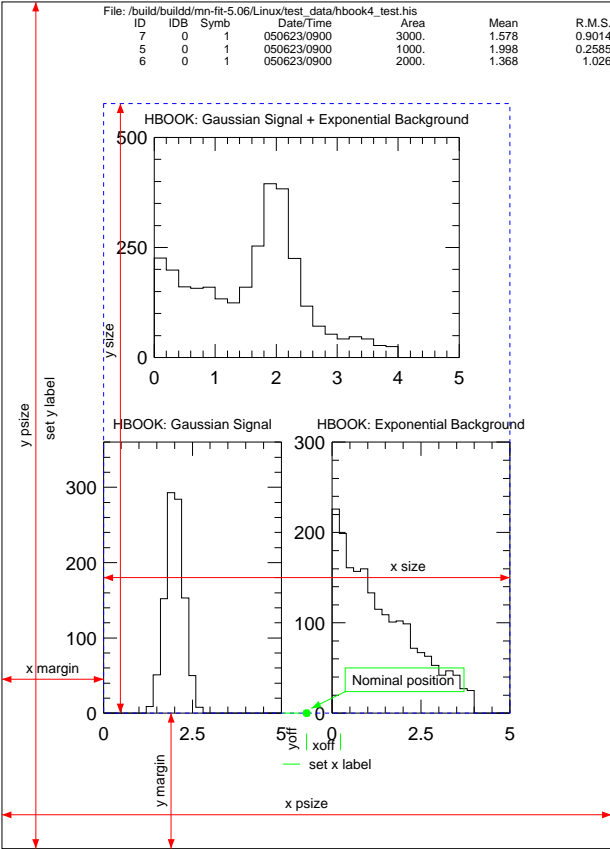 File: /build/buildd/mn-fit-5.06/Linux/test_data/hbook4_test.his
ID IDB Symb Date/Time Area Mean R.M.S.
7 0 1 050623/0900 3000. 1.578 0.9014
5 0 1 050623/0900 1000. 1.998 0.2585
6 0 1 050623/0900 2000. 1.368 1.026
HBOOK: Gaussian Signal + Exponential Background
500
250
0
0 1 2 3 4 5
y size
y psize
set y label
HBOOK: Gaussian Signal
300
200
100
0
0 2.5 5
HBOOK: Exponential Background
300
200
100
0
0 2.5 5
x size
x margin
Nominal position
yoff
xoff
set x label
y margin
x psize